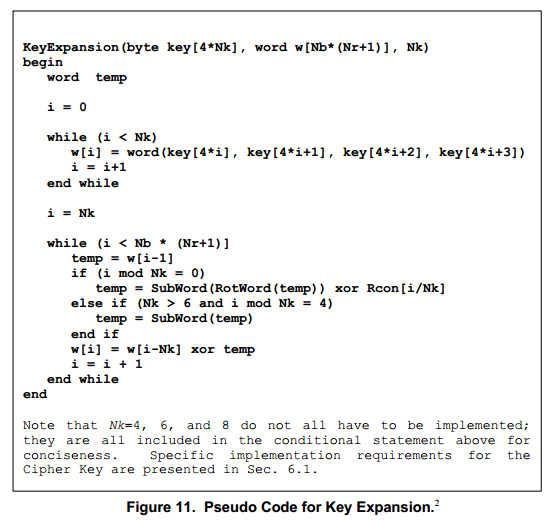 KeyExpansion(byte key[4*Nk], word w[Nb*(Nr+1)], Nk)
begin
word temp
i = 0
while (i < Nk)
w[i] = word(key[4*i], key[4*i+1], key[4*i+2], key[4*i+3])
i = i+1
end while
i = Nk
while (i < Nb * (Nr+1)]
temp = w[i-1]
if (i mod Nk = 0)
temp = SubWord(RotWord(temp)) xor Rcon[i/Nk]
else if (Nk > 6 and i mod Nk = 4)
temp = SubWord(temp)
end if
w[i] = w[i-Nk] xor temp
i = i + 1
end while
end
Note that Nk=4, 6, and 8 do not all have to be implemented;
they are all included in the conditional statement above for
conciseness. Specific implementation requirements for the
Cipher Key are presented in Sec. 6.1.
Figure 11. Pseudo Code for Key Expansion.²